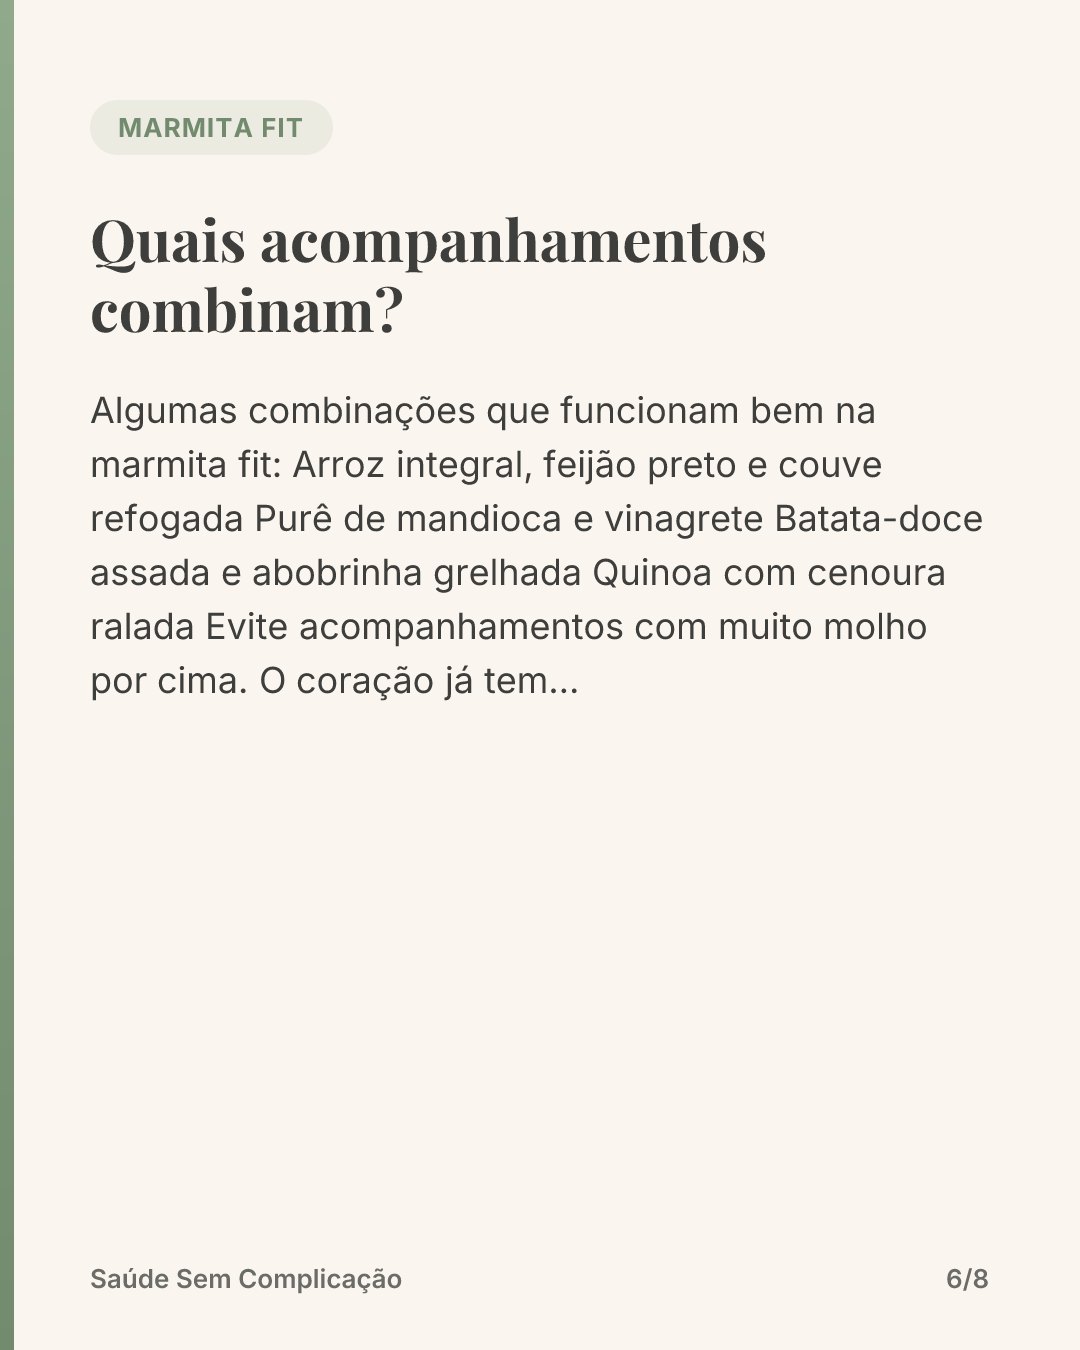 MARMITA FIT
Quais acompanhamentos
combinam?
Algumas combinações que funcionam bem na
marmita fit: Arroz integral, feijão preto e couve
refogada Purê de mandioca e vinagrete Batata-doce
assada e abobrinha grelhada Quinoa com cenoura
ralada Evite acompanhamentos com muito molho
por cima. O coração já tem...
Saúde Sem Complicação
6/8